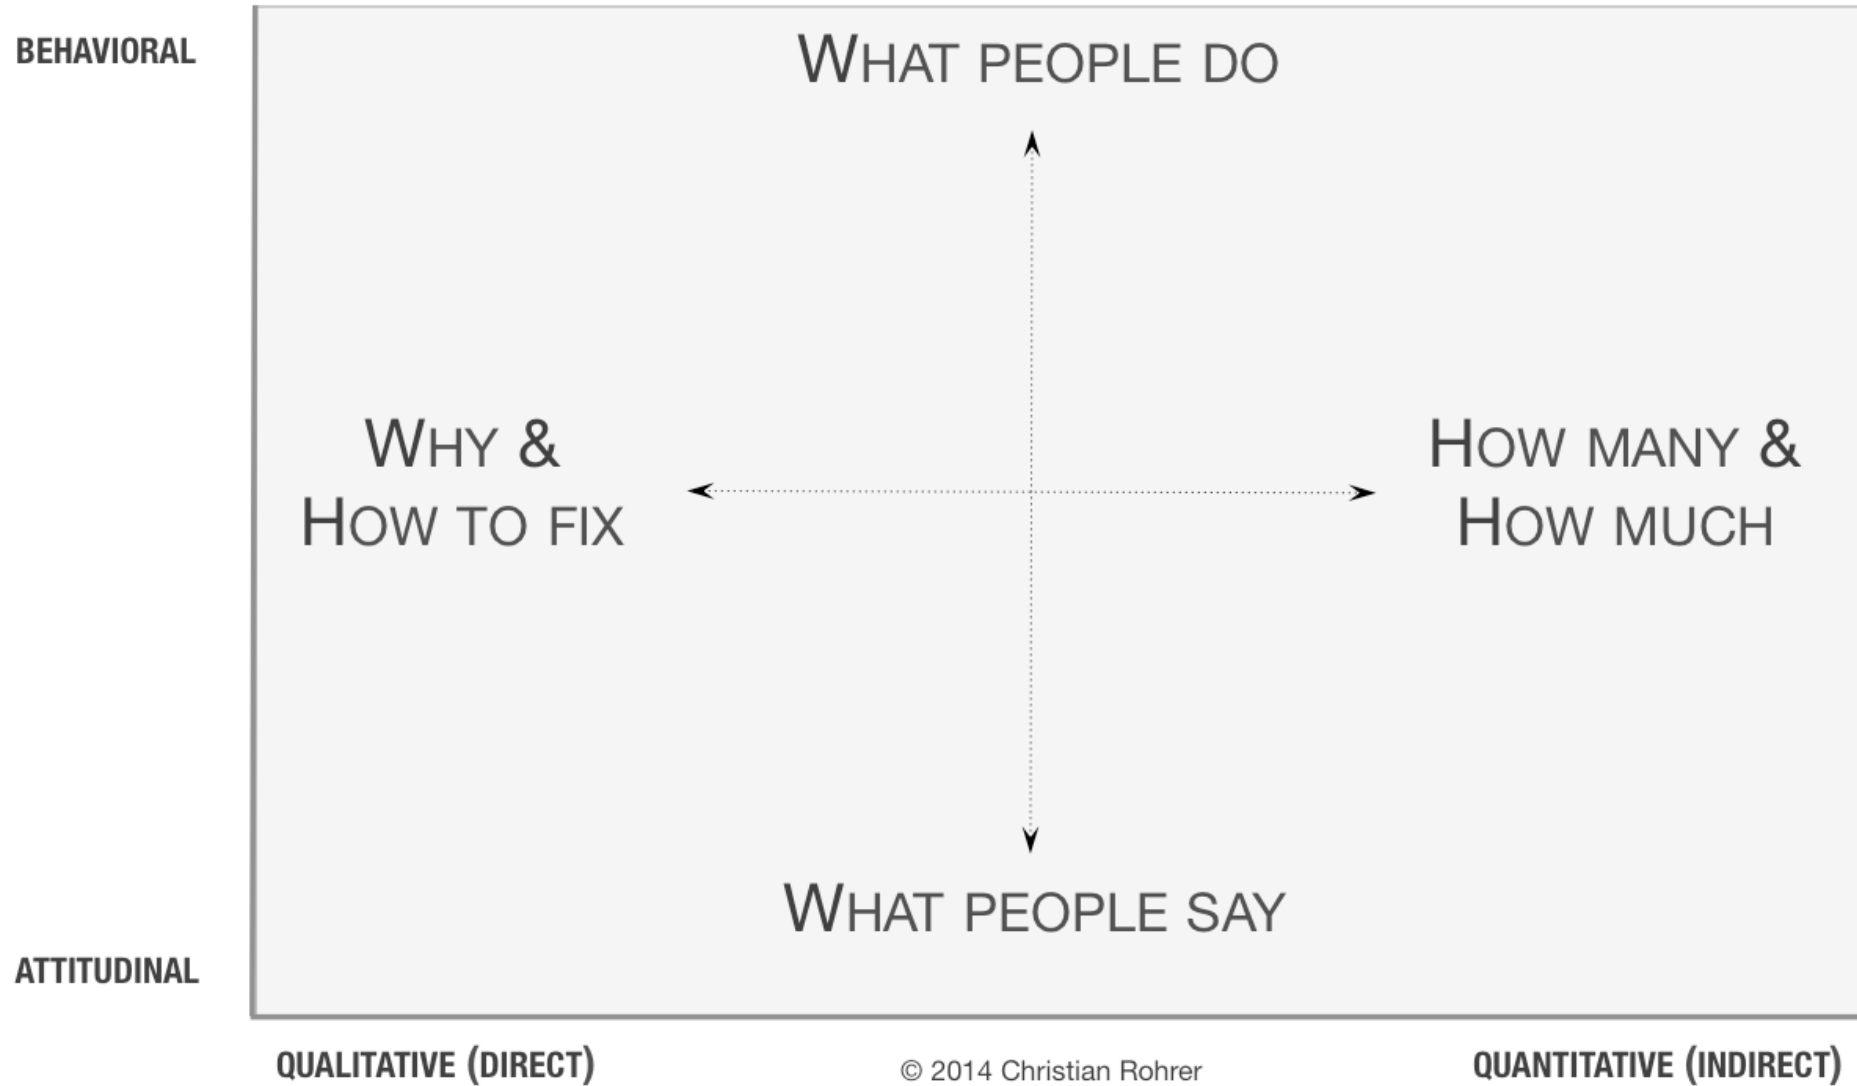 BEHAVIORAL
WHAT PEOPLE DO
WHY &
HOW TO FIX
HOW MANY &
HOW MUCH
WHAT PEOPLE SAY
ATTITUDINAL
QUALITATIVE (DIRECT)
© 2014 Christian Rohrer
QUANTITATIVE (INDIRECT)